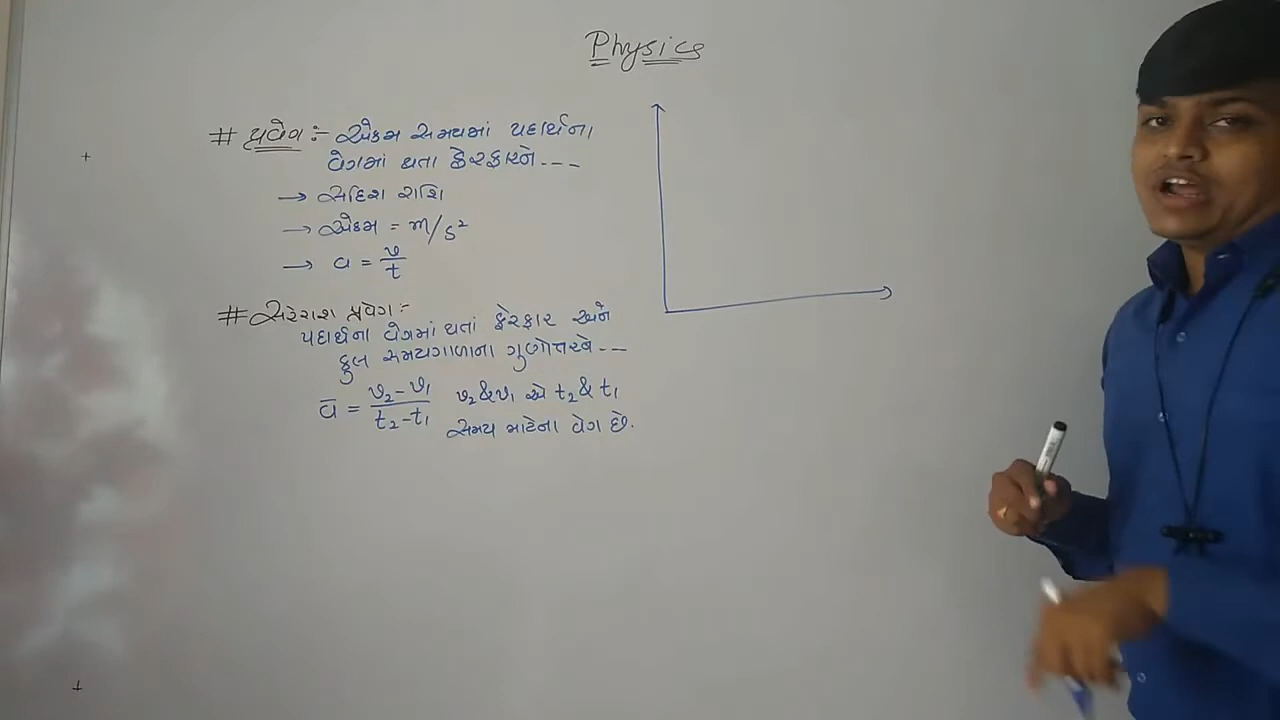 Physics
# પ્રવેગ :- એકમ સમયમાં પદાર્થના
વેગમાં થતા ફેરફારને ---
→ સદિશ રાશિ
→ એકમ = m/s²
→ a = v/t
# સરેરાશ પ્રવેગ :-
પદાર્થના વેગમાં થતાં ફેરફાર અને
કુલ સમયગાળાના ગુણોત્તરને ---
ā = v₂-v₁/t₂-t₁ v₂&v₁ એ t₂&t₁
સમય માટેના વેગ છે.